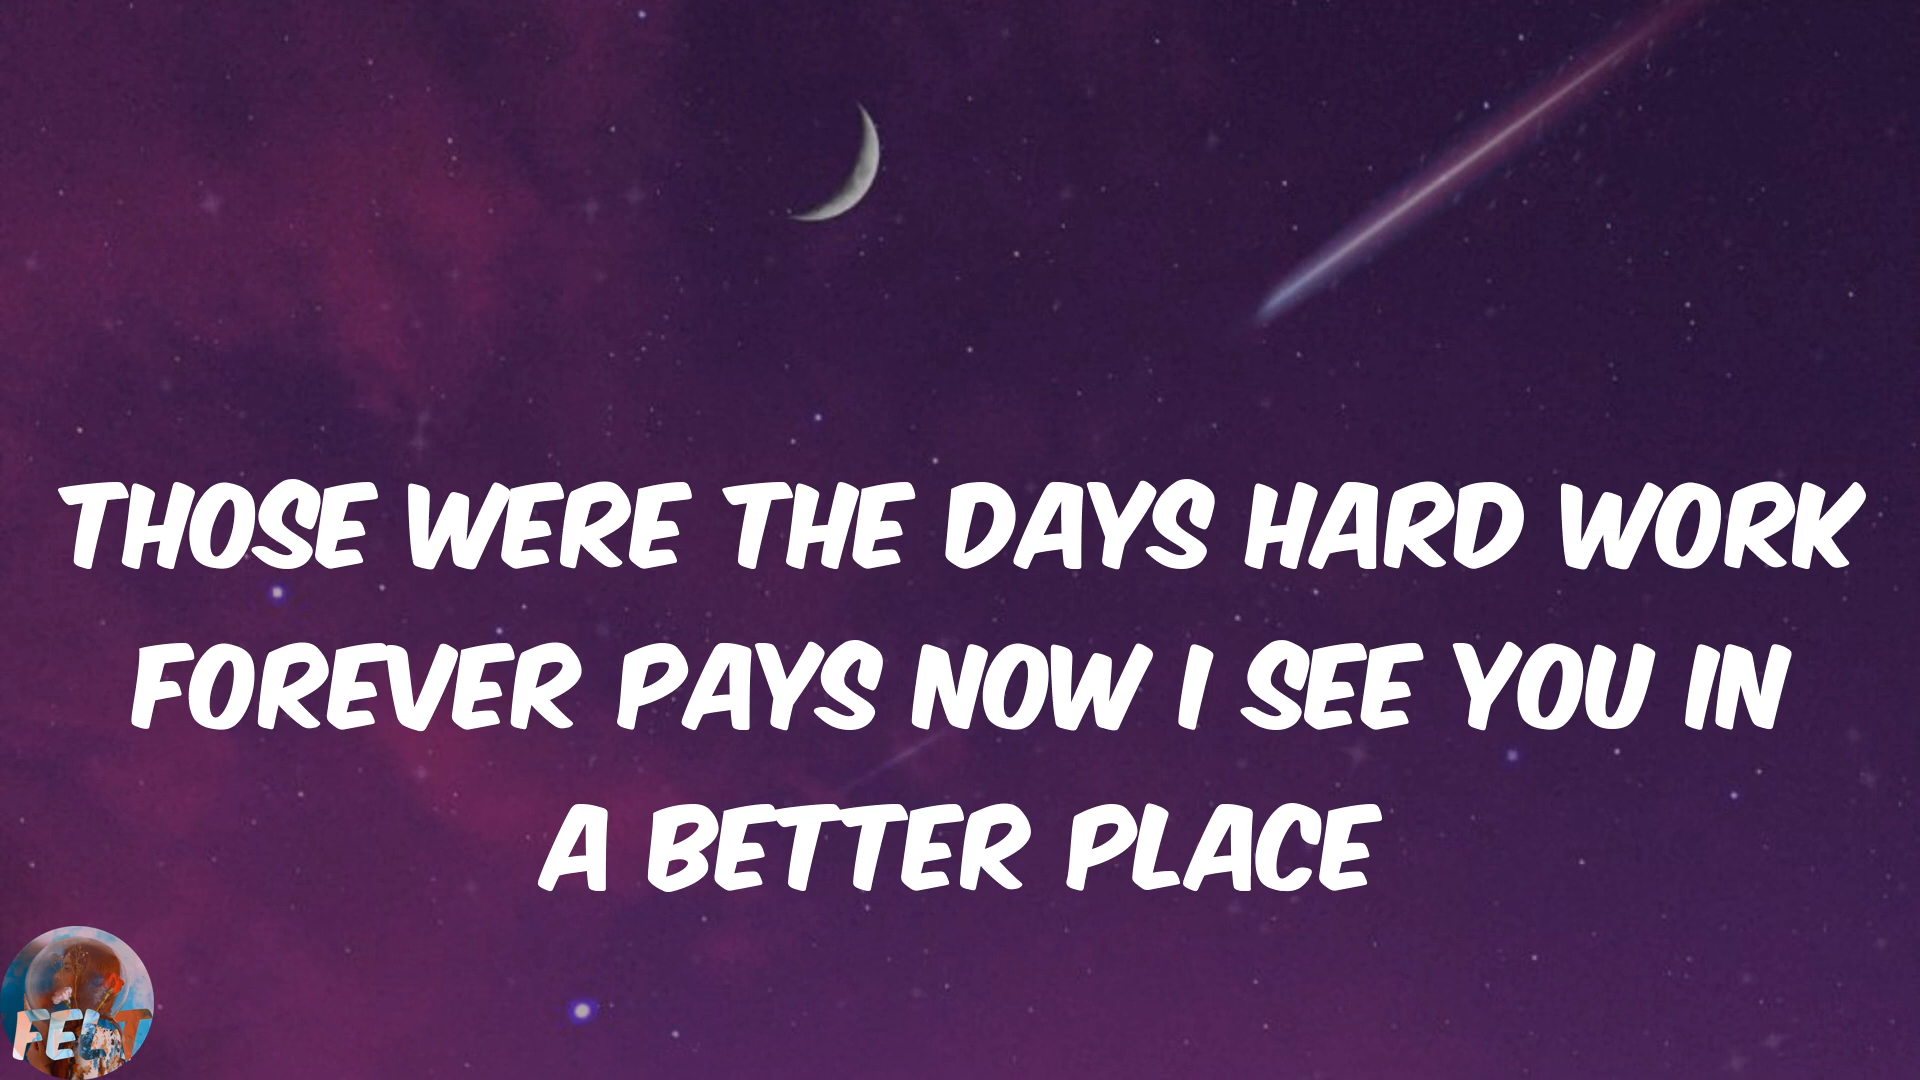 THOSE WERE THE DAYS HARD WORK
FOREVER PAYS NOW I SEE YOU IN
A BETTER PLACE
FELT